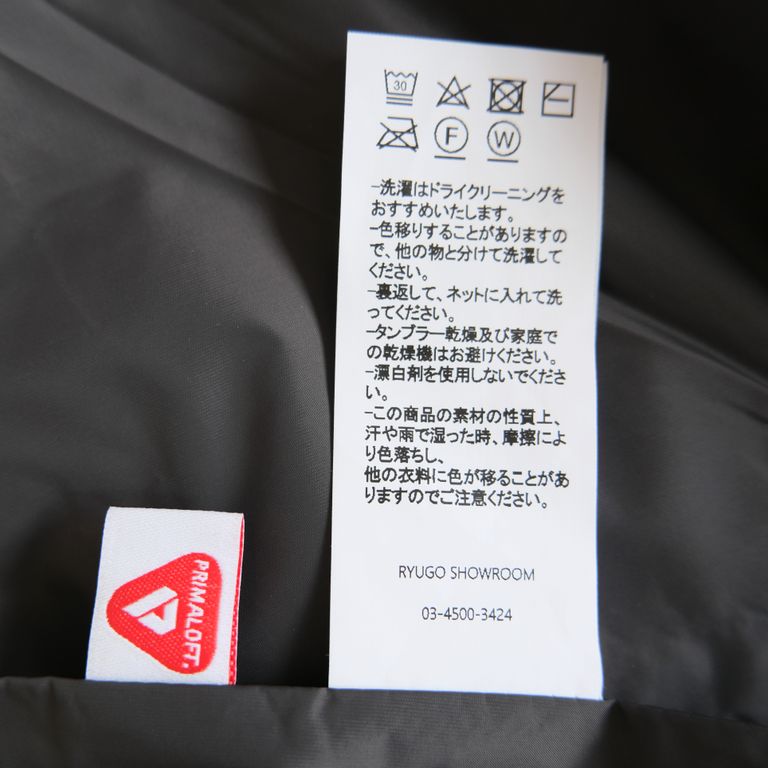 30
F W
-洗濯はドライクリーニングを
おすすめいたします。
-色移りすることがありますの
で、他の物と分けて洗濯して
ください。
-裏返して、ネットに入れて洗
ってください。
-タンブラー乾燥及び家庭で
の乾燥機はお避けください。
-漂白剤を使用しないでくださ
い。
-この商品の素材の性質上、
汗や雨で湿った時、摩擦によ
り色落ちし、
他の衣料に色が移ることがあ
りますのでご注意ください。
RYUGO SHOWROOM
03-4500-3424
PRIMALOFT.